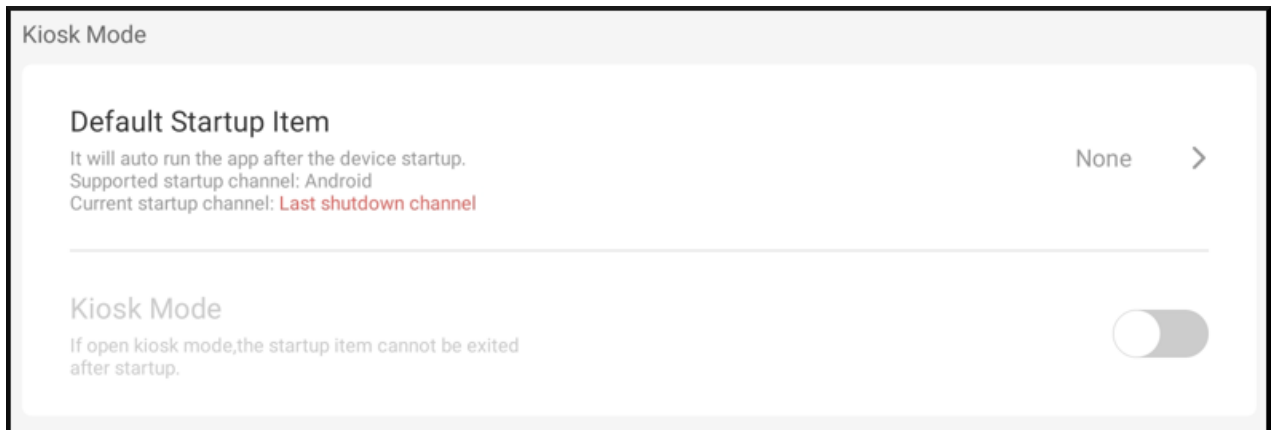 Kiosk Mode
Default Startup Item
It will auto run the app after the device startup.
Supported startup channel: Android
Current startup channel: Last shutdown channel
None
Kiosk Mode
If open kiosk mode,the startup item cannot be exited
after startup.